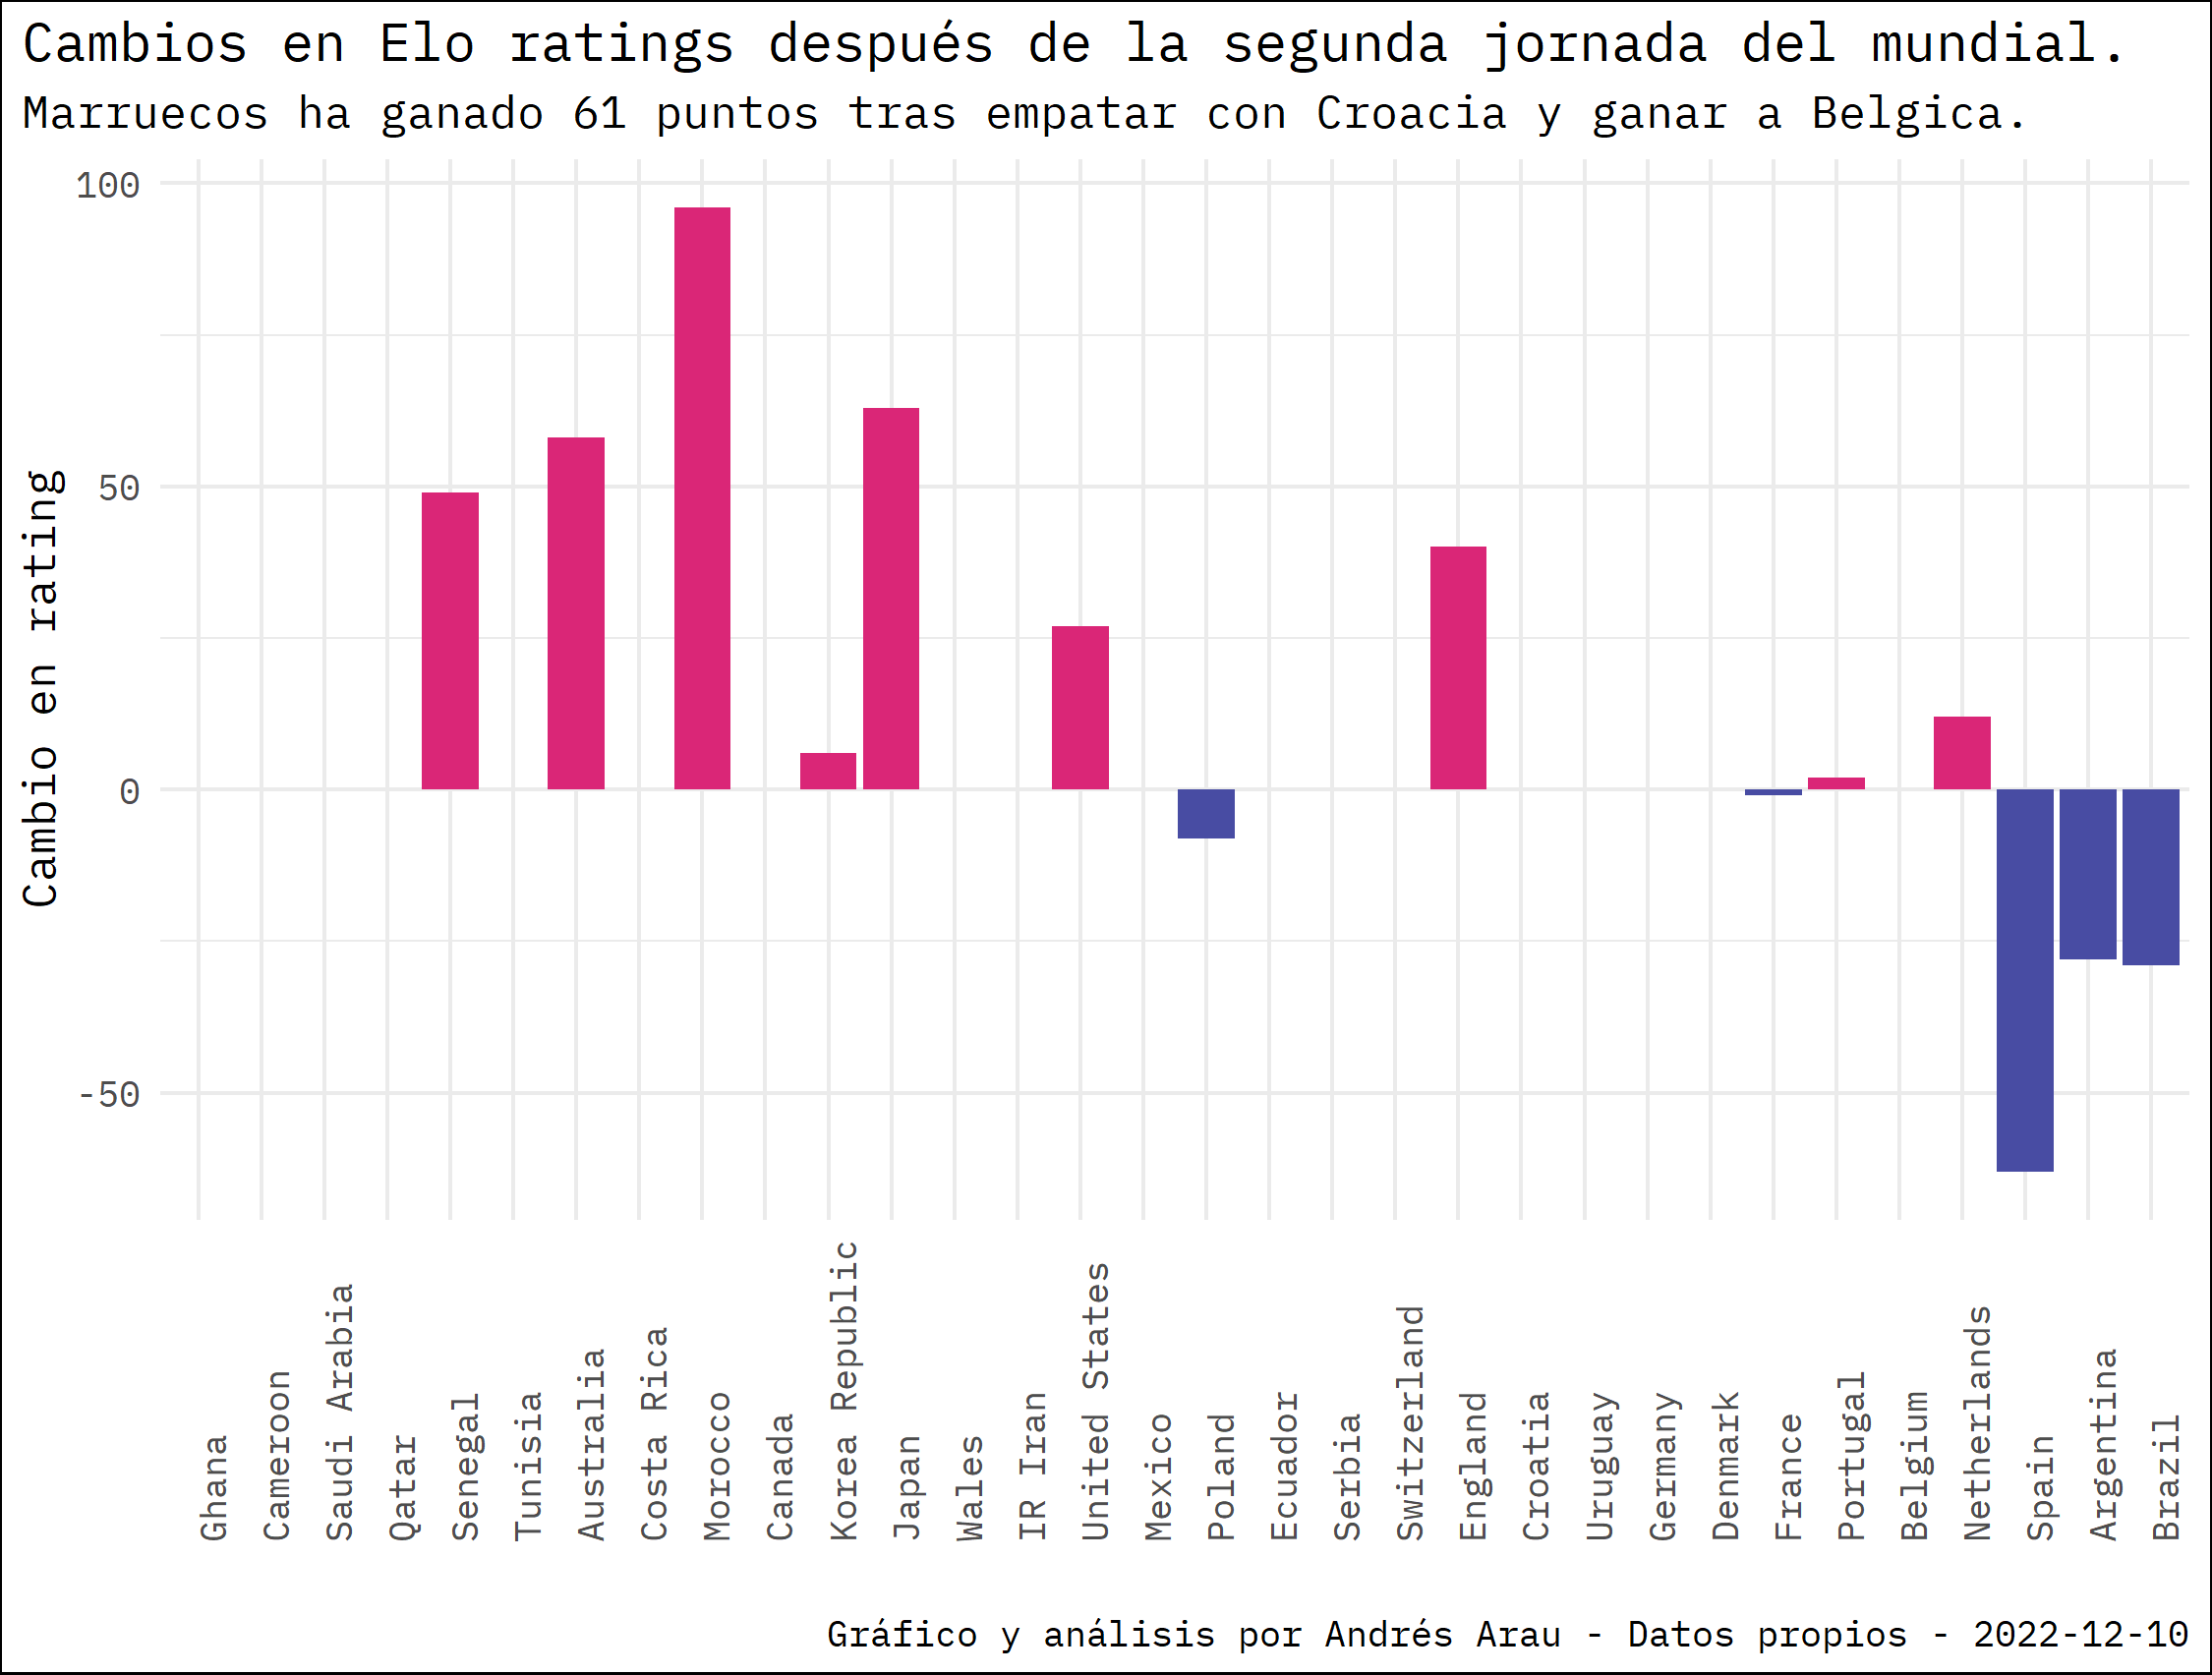 Cambios en Elo ratings después de la segunda jornada del mundial.
Marruecos ha ganado 61 puntos tras empatar con Croacia y ganar a Belgica.
Cambio en rating
100
50
0
-50
Ghana
Cameroon
Saudi Arabia
Qatar
Senegal
Tunisia
Australia
Costa Rica
Morocco
Canada
Korea Republic
Japan
Wales
IR Iran
United States
Mexico
Poland
Ecuador
Serbia
Switzerland
England
Croatia
Uruguay
Germany
Denmark
France
Portugal
Belgium
Netherlands
Spain
Argentina
Brazil
Gráfico y análisis por Andrés Arau - Datos propios - 2022-12-10